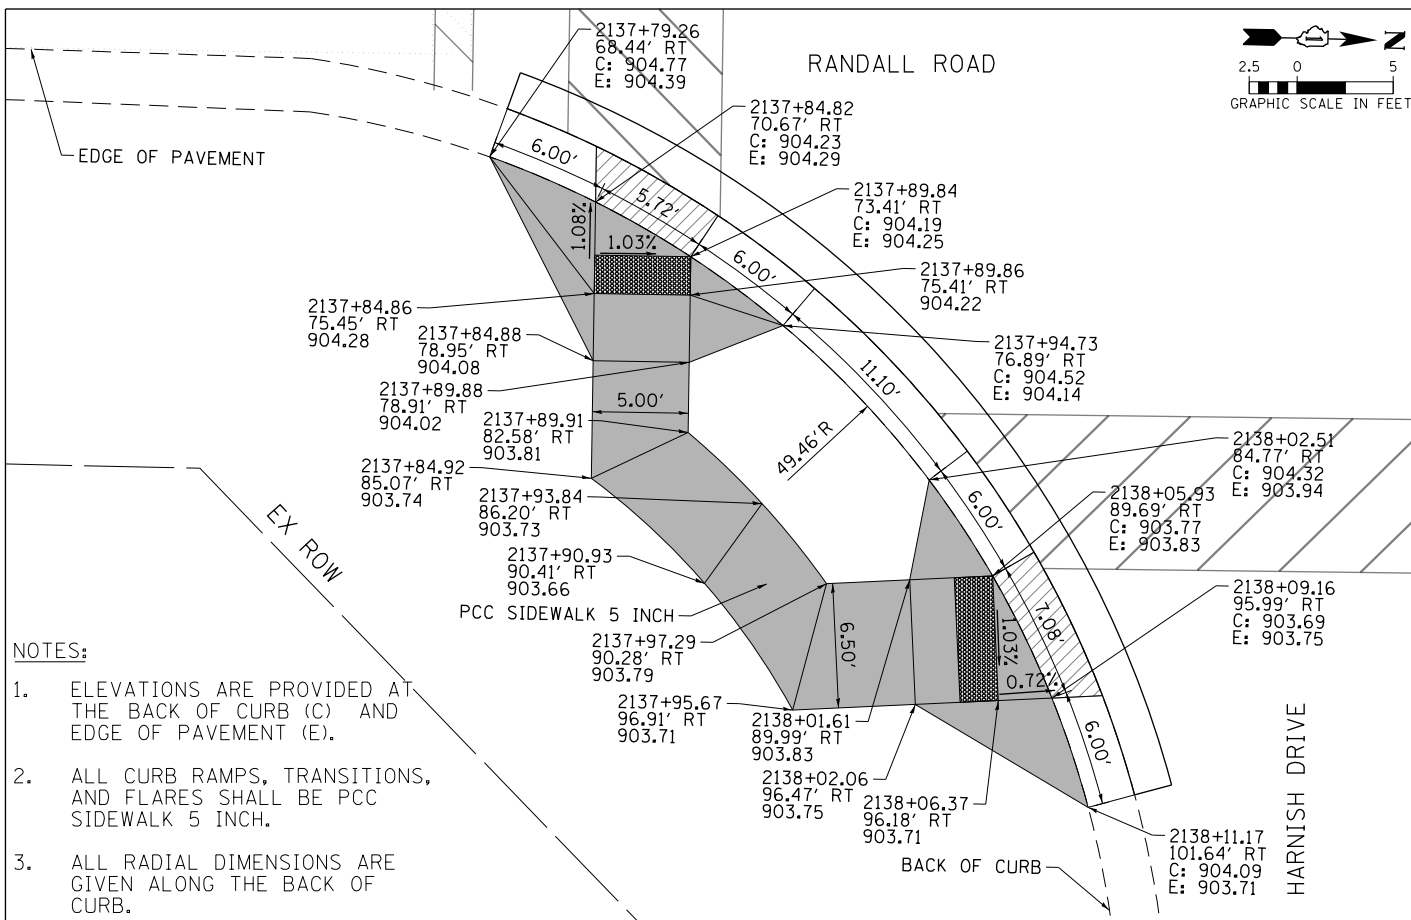 2137+79.26
68.44' RT
C: 904.77
E: 904.39
RANDALL ROAD
N
2.5 0 5
GRAPHIC SCALE IN FEET
2137+84.82
70.67' RT
C: 904.23
E: 904.29
EDGE OF PAVEMENT
6.00'
5.72'
2137+89.84
73.41' RT
C: 904.19
E: 904.25
1.08%
1.03%
6.00'
2137+89.86
75.41' RT
904.22
2137+84.86
75.45' RT
904.28
2137+84.88
78.95' RT
904.08
2137+94.73
76.89' RT
C: 904.52
E: 904.14
11.10'
2137+89.88
78.91' RT
904.02
5.00'
2137+89.91
82.58' RT
903.81
49.46'R
2138+02.51
84.77' RT
C: 904.32
E: 903.94
2137+84.92
85.07' RT
903.74
2137+93.84
86.20' RT
903.73
6.00'
2138+05.93
89.69' RT
C: 903.77
E: 903.83
EX ROW
2137+90.93
90.41' RT
903.66
PCC SIDEWALK 5 INCH
2138+09.16
95.99' RT
C: 903.69
E: 903.75
7.08'
1.03%
0.72%
6.50'
2137+97.29
90.28' RT
903.79
2137+95.67
96.91' RT
903.71
2138+01.61
89.99' RT
903.83
6.00'
2138+02.06
96.47' RT
903.75
2138+06.37
96.18' RT
903.71
2138+11.17
101.64' RT
C: 904.09
E: 903.71
BACK OF CURB
HARNISH DRIVE
NOTES:
1. ELEVATIONS ARE PROVIDED AT
THE BACK OF CURB (C) AND
EDGE OF PAVEMENT (E).
2. ALL CURB RAMPS, TRANSITIONS,
AND FLARES SHALL BE PCC
SIDEWALK 5 INCH.
3. ALL RADIAL DIMENSIONS ARE
GIVEN ALONG THE BACK OF
CURB.